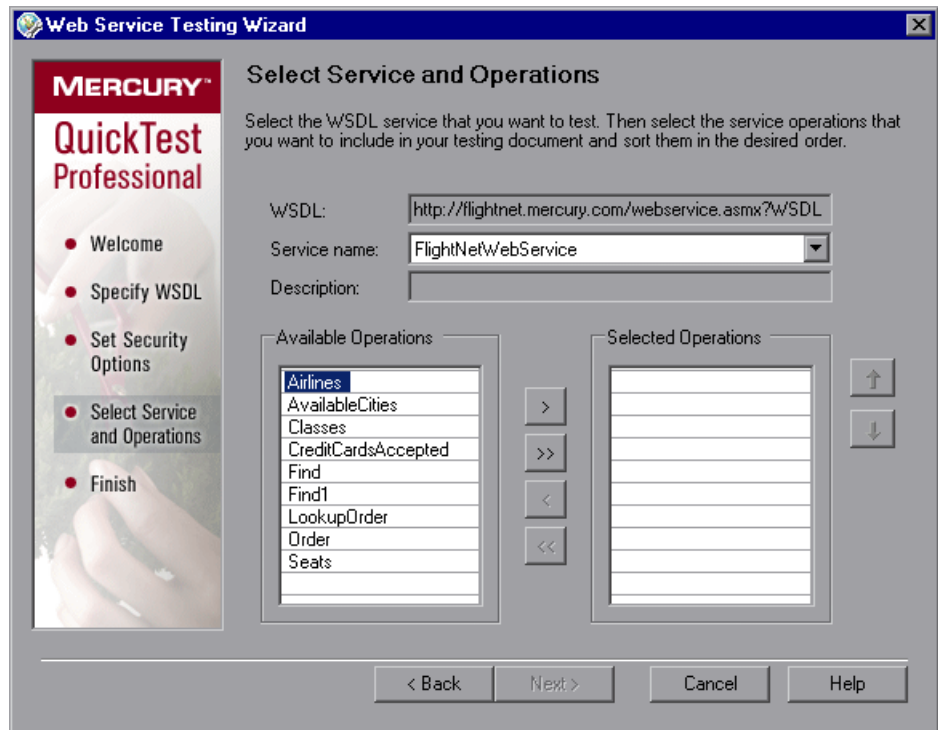 Web Service Testing Wizard
MERCURY™
QuickTest
Professional
Welcome
Specify WSDL
Set Security
Options
Select Service
and Operations
Finish
Select Service and Operations
Select the WSDL service that you want to test. Then select the service operations that
you want to include in your testing document and sort them in the desired order.
WSDL: http://flightnet.mercury.com/webservice.asmx?WSDL
Service name: FlightNetWebService
Description:
Available Operations
Airlines
AvailableCities
Classes
CreditCardsAccepted
Find
Find1
LookupOrder
Order
Seats
>
>>
<
<<
Selected Operations
< Back Next > Cancel Help